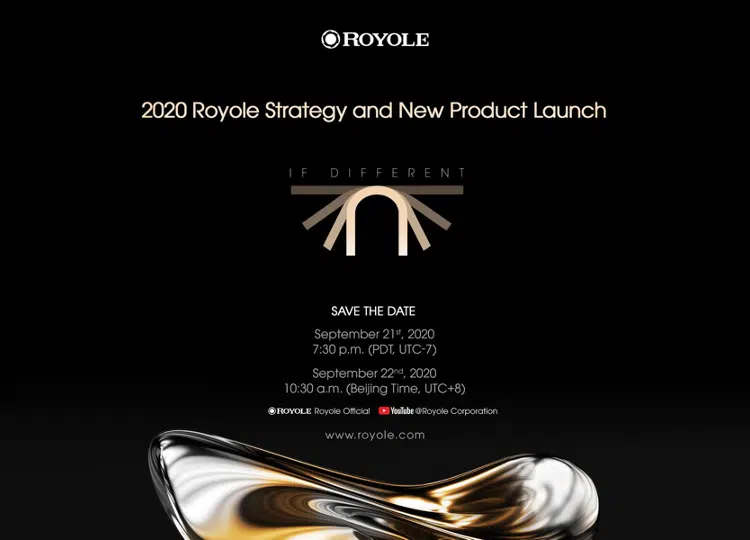 ROYOLE
2020 Royole Strategy and New Product Launch
IF DIFFERENT
SAVE THE DATE
September 21st, 2020
7:30 p.m. (PDT, UTC-7)
September 22nd, 2020
10:30 a.m. (Beijing Time, UTC+8)
ROYOLE Royole Official YouTube @Royole Corporation
www.royole.com